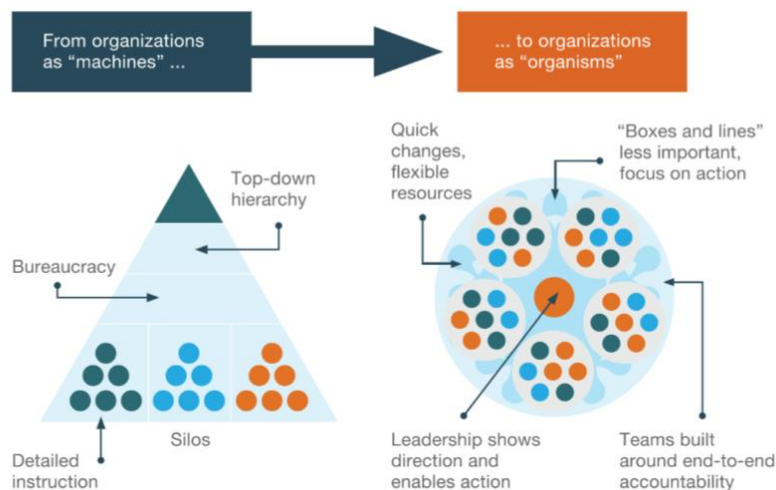 From organizations
as “machines” ...
... to organizations
as “organisms”
Top-down
hierarchy
Bureaucracy
Silos
Detailed
instruction
Quick
changes,
flexible
resources
“Boxes and lines”
less important,
focus on action
Leadership shows
direction and
enables action
Teams built
around end-to-end
accountability